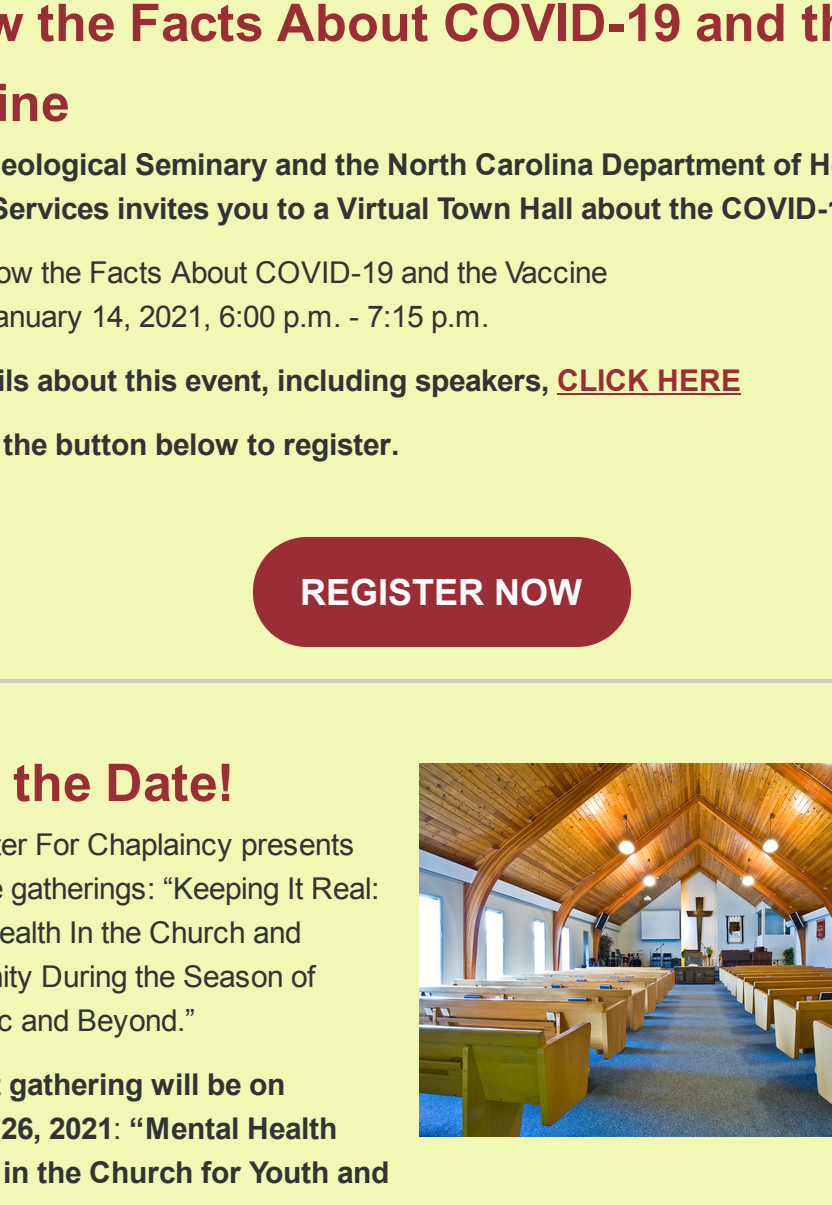 w the Facts About COVID-19 and th
ine
eological Seminary and the North Carolina Department of H
Services invites you to a Virtual Town Hall about the COVID-1
ow the Facts About COVID-19 and the Vaccine
anuary 14, 2021, 6:00 p.m. - 7:15 p.m.
ils about this event, including speakers, CLICK HERE
the button below to register.
REGISTER NOW
the Date!
ter For Chaplaincy presents
e gatherings: “Keeping It Real:
ealth In the Church and
nity During the Season of
c and Beyond.”
t gathering will be on
26, 2021: “Mental Health
in the Church for Youth and